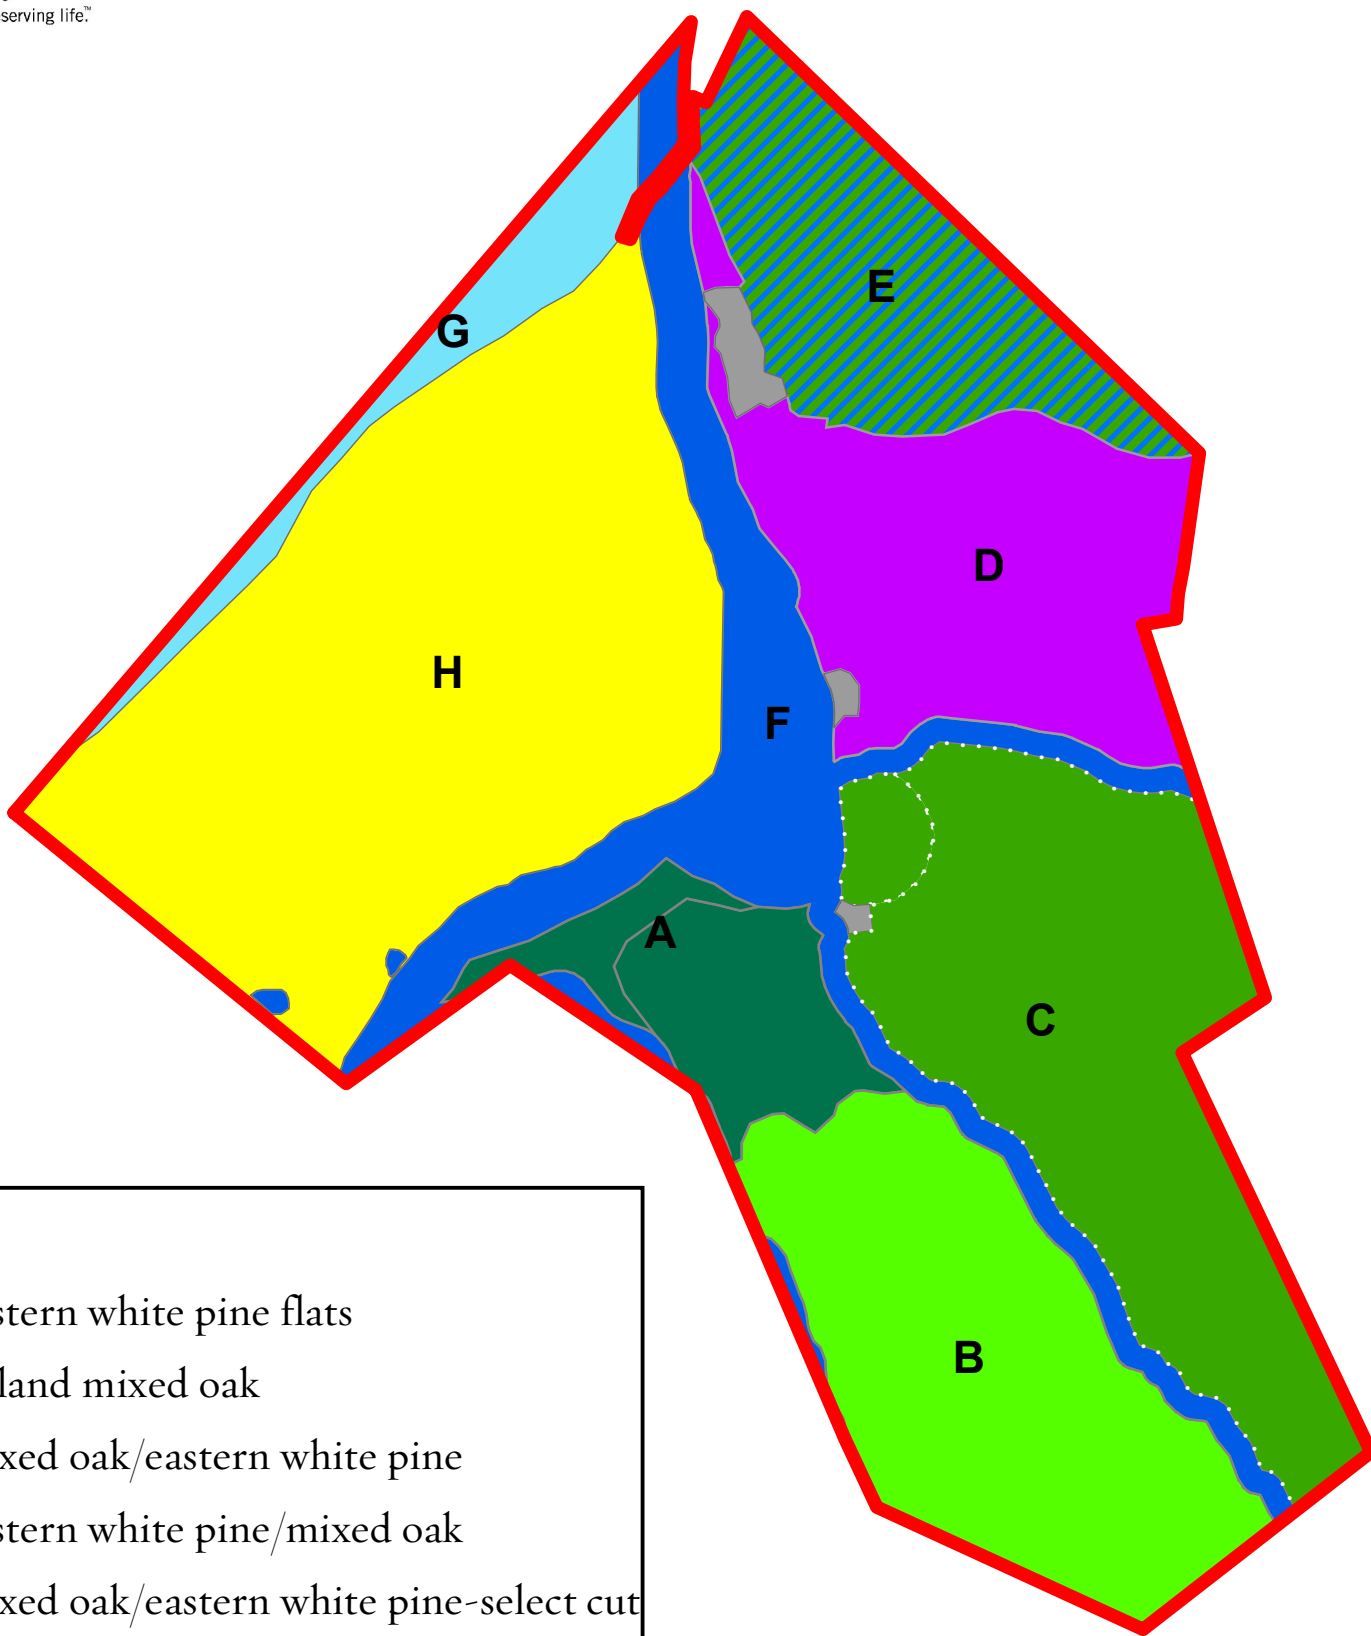 serving life.™
E
G
D
H
F
A
C
B
stern white pine flats
land mixed oak
xed oak/eastern white pine
stern white pine/mixed oak
xed oak/eastern white pine-select cut